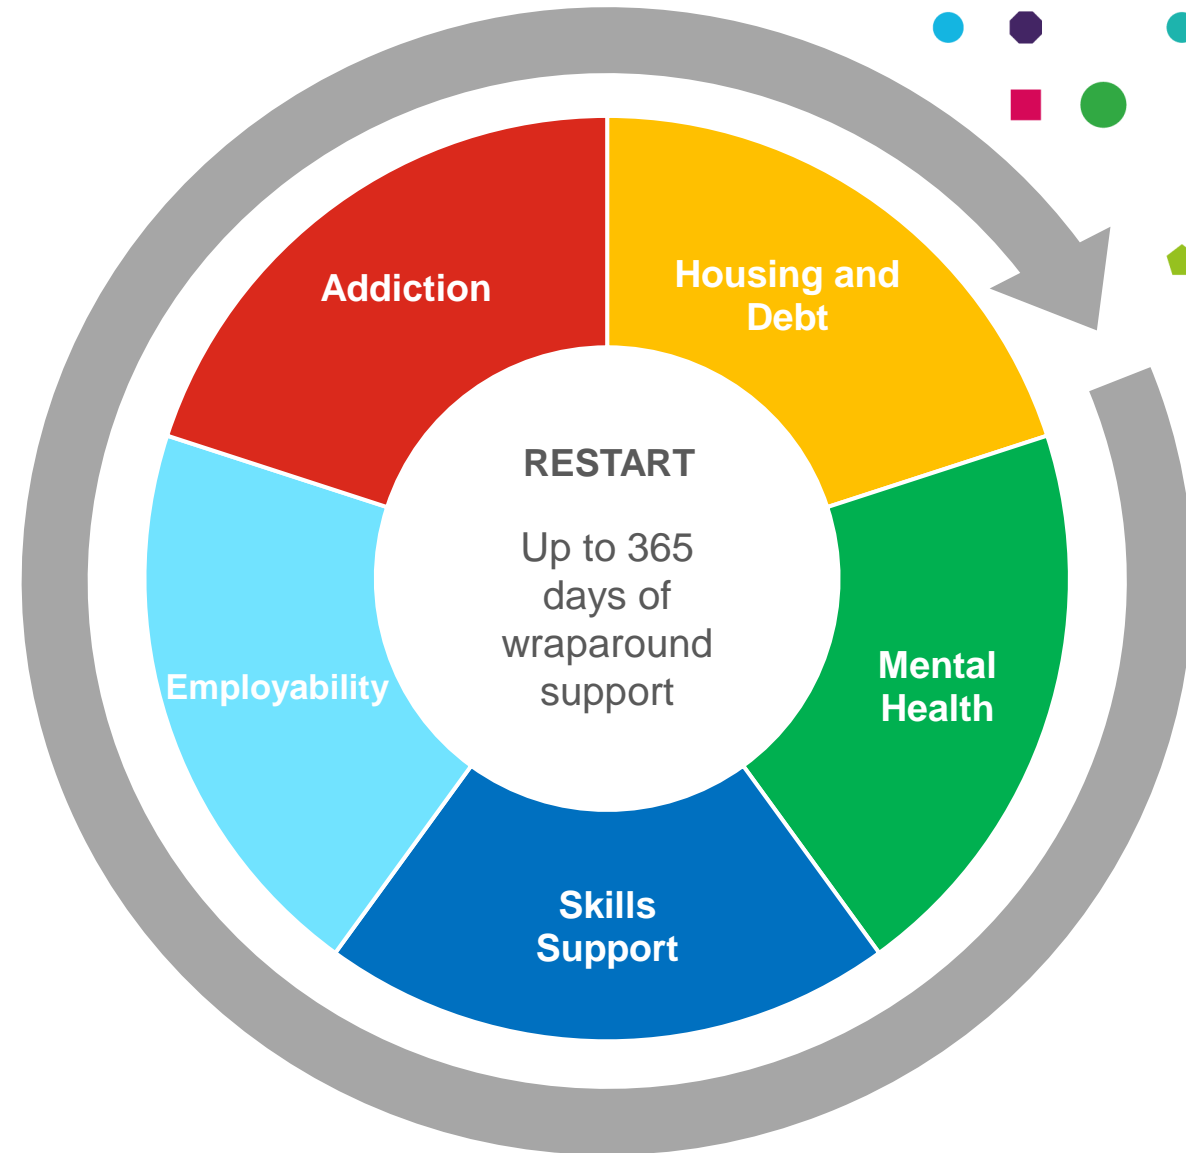 Addiction
Housing and
Debt
RESTART
Up to 365
days of
wraparound
support
Employability
Mental
Health
Skills
Support